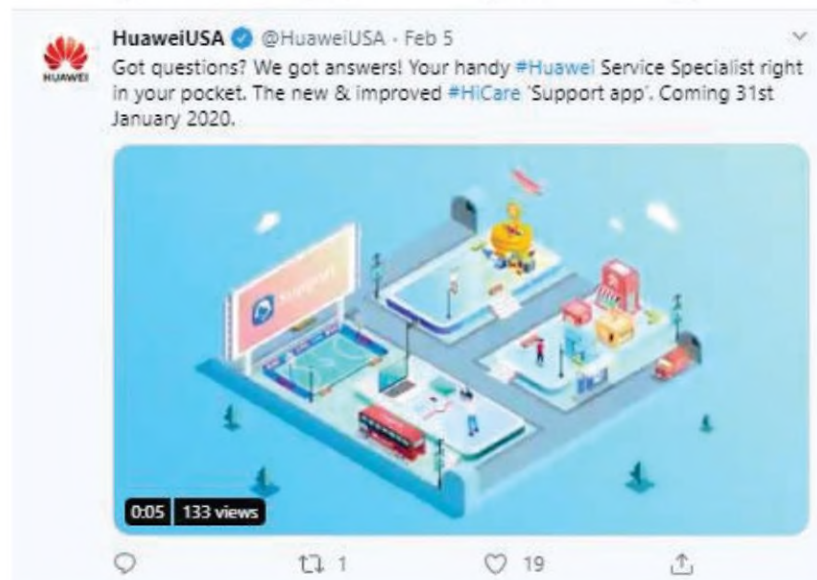 HuaweiUSA @HuaweiUSA · Feb 5
HUAWEI
Got questions? We got answers! Your handy #Huawei Service Specialist right
in your pocket. The new & improved #HiCare 'Support app'. Coming 31st
January 2020.
Support
0:05 133 views
1 19